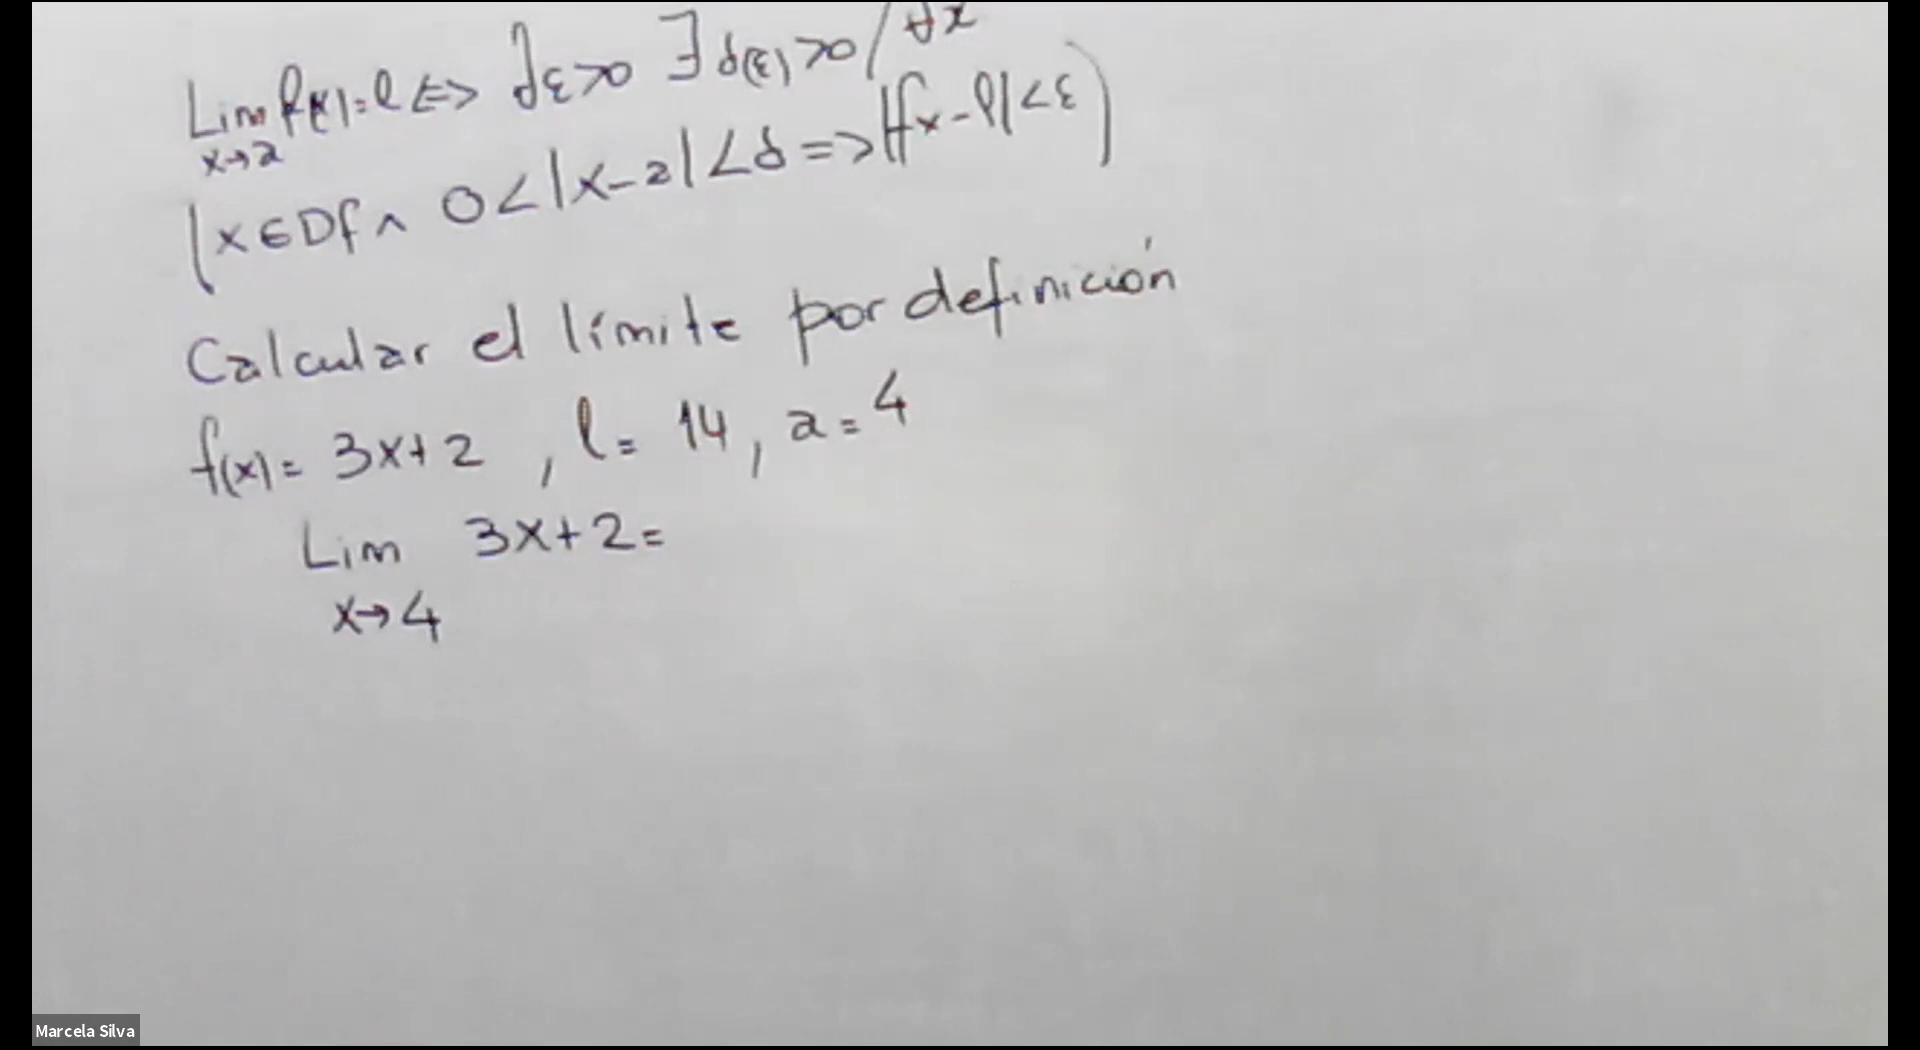 Lim f(x)=l <=> ∀ε>0 ∃ δ(ε)>0/∀x
x→a
(x∈Df ∧ 0<|x-a|<δ=>|fx-l|<ε)
Calcular el límite por definición
f(x)= 3x+2 , l= 14 , a=4
Lim 3x+2=
x→4
Marcela Silva